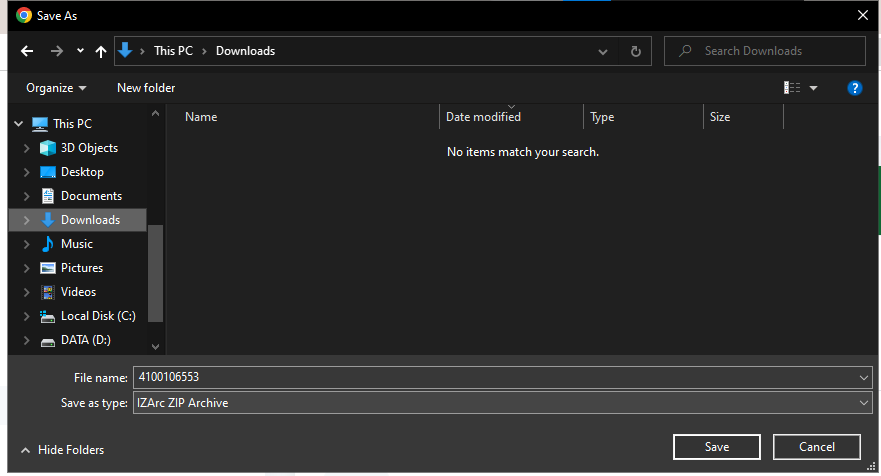 Save As
This PC > Downloads
Search Downloads
Organize
New folder
?
Name
Date modified
Type
Size
No items match your search.
This PC
3D Objects
Desktop
Documents
Downloads
Music
Pictures
Videos
Local Disk (C:)
DATA (D:)
File name: 4100106553
Save as type: IZArc ZIP Archive
Hide Folders
Save
Cancel